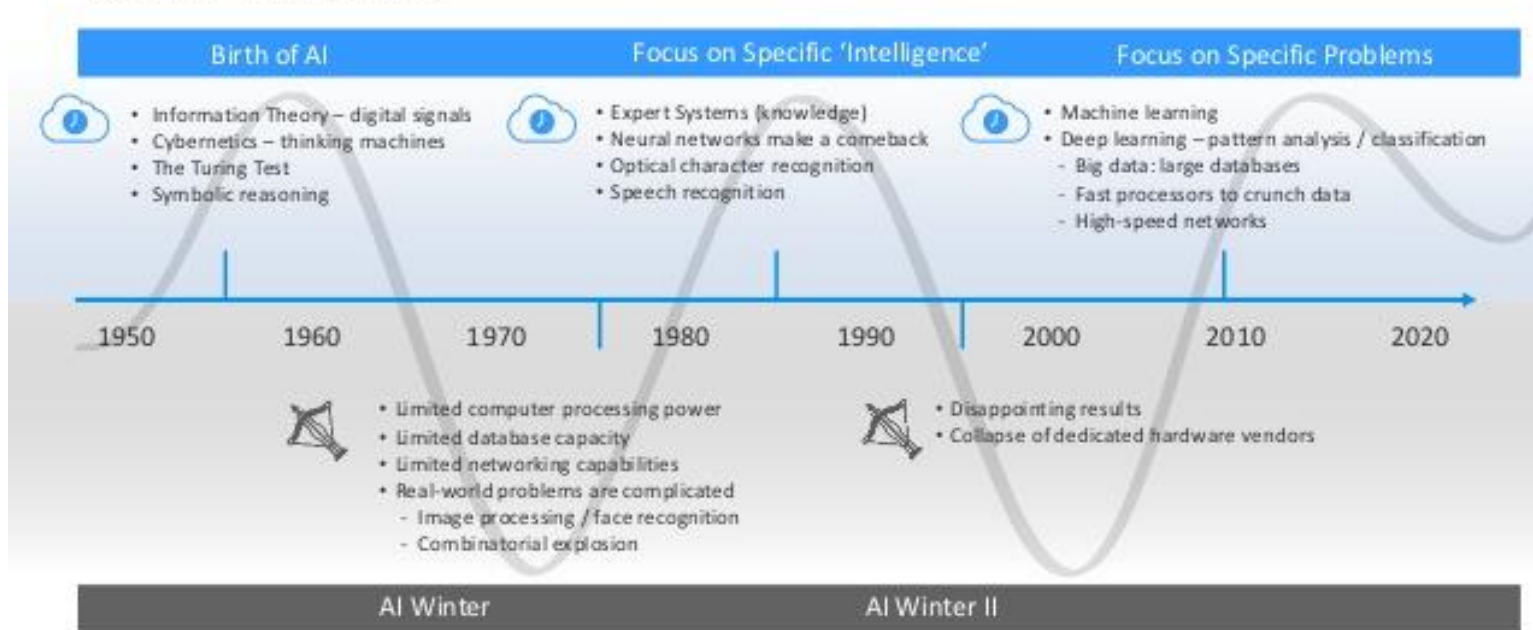 Birth of AI
Focus on Specific 'Intelligence'
Focus on Specific Problems
• Information Theory – digital signals
• Cybernetics – thinking machines
• The Turing Test
• Symbolic reasoning
• Expert Systems (knowledge)
• Neural networks make a comeback
• Optical character recognition
• Speech recognition
• Machine learning
• Deep learning – pattern analysis / classification
- Big data: large databases
- Fast processors to crunch data
- High-speed networks
1950 1960 1970 1980 1990 2000 2010 2020
• Limited computer processing power
• Limited database capacity
• Limited networking capabilities
• Real-world problems are complicated
- Image processing / face recognition
- Combinatorial explosion
• Disappointing results
• Collapse of dedicated hardware vendors
AI Winter
AI Winter II